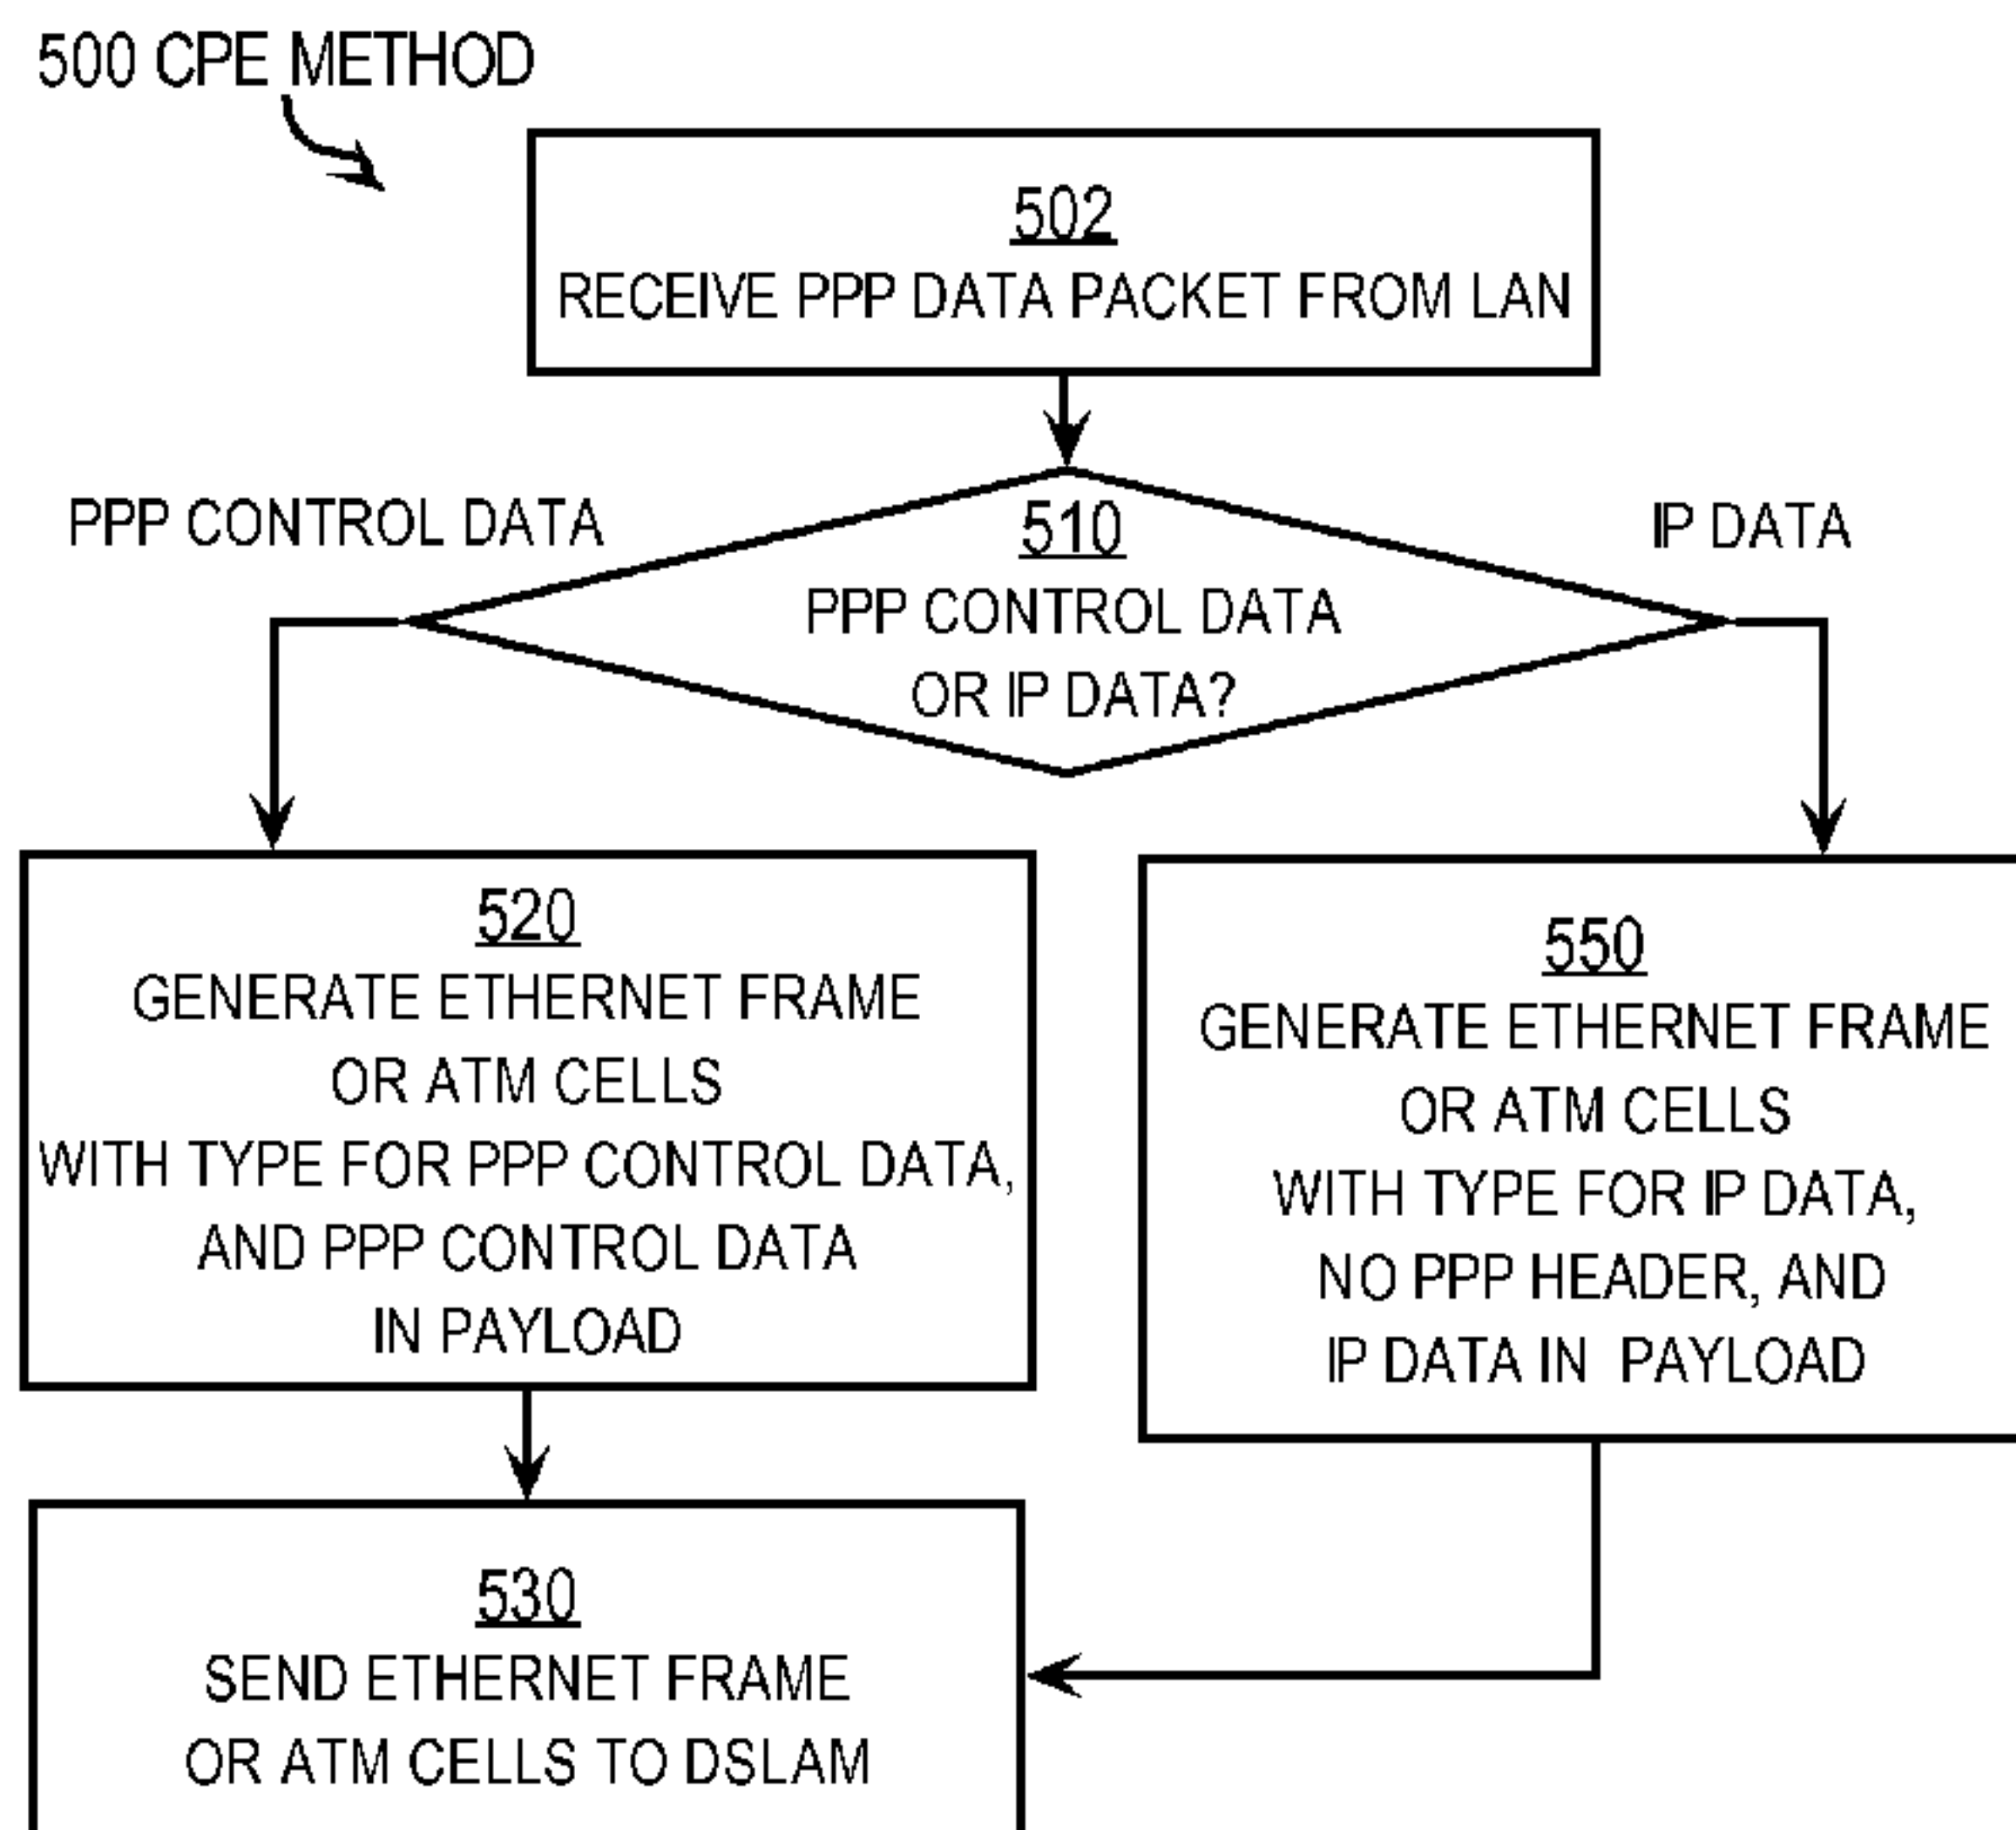 500 CPE METHOD
502
RECEIVE PPP DATA PACKET FROM LAN
PPP CONTROL DATA
IP DATA
510
PPP CONTROL DATA
OR IP DATA?
520
GENERATE ETHERNET FRAME
OR ATM CELLS
WITH TYPE FOR PPP CONTROL DATA,
AND PPP CONTROL DATA
IN PAYLOAD
550
GENERATE ETHERNET FRAME
OR ATM CELLS
WITH TYPE FOR IP DATA,
NO PPP HEADER, AND
IP DATA IN PAYLOAD
530
SEND ETHERNET FRAME
OR ATM CELLS TO DSLAM